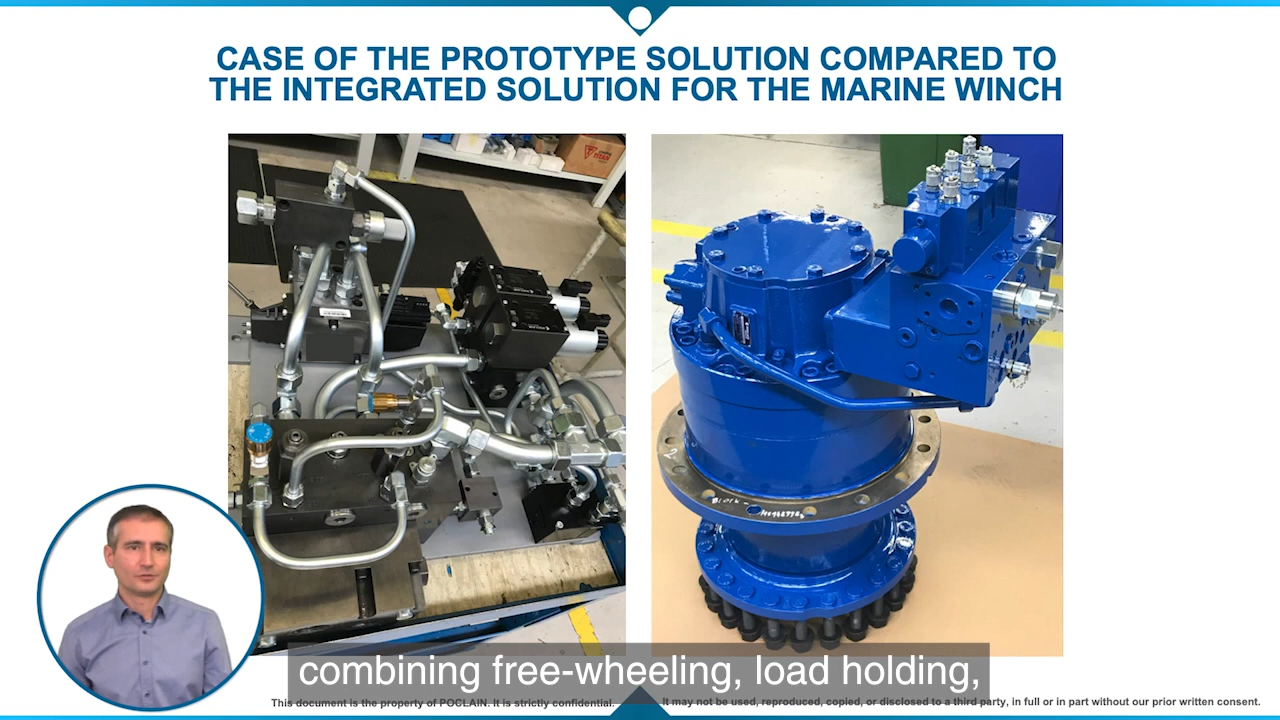 CASE OF THE PROTOTYPE SOLUTION COMPARED TO
THE INTEGRATED SOLUTION FOR THE MARINE WINCH
TITAN
combining free-wheeling, load holding,
This document is the property of POCLAIN. It is strictly confidential.
It may not be used, reproduced, copied, or disclosed to a third party, in full or in part without our prior written consent.